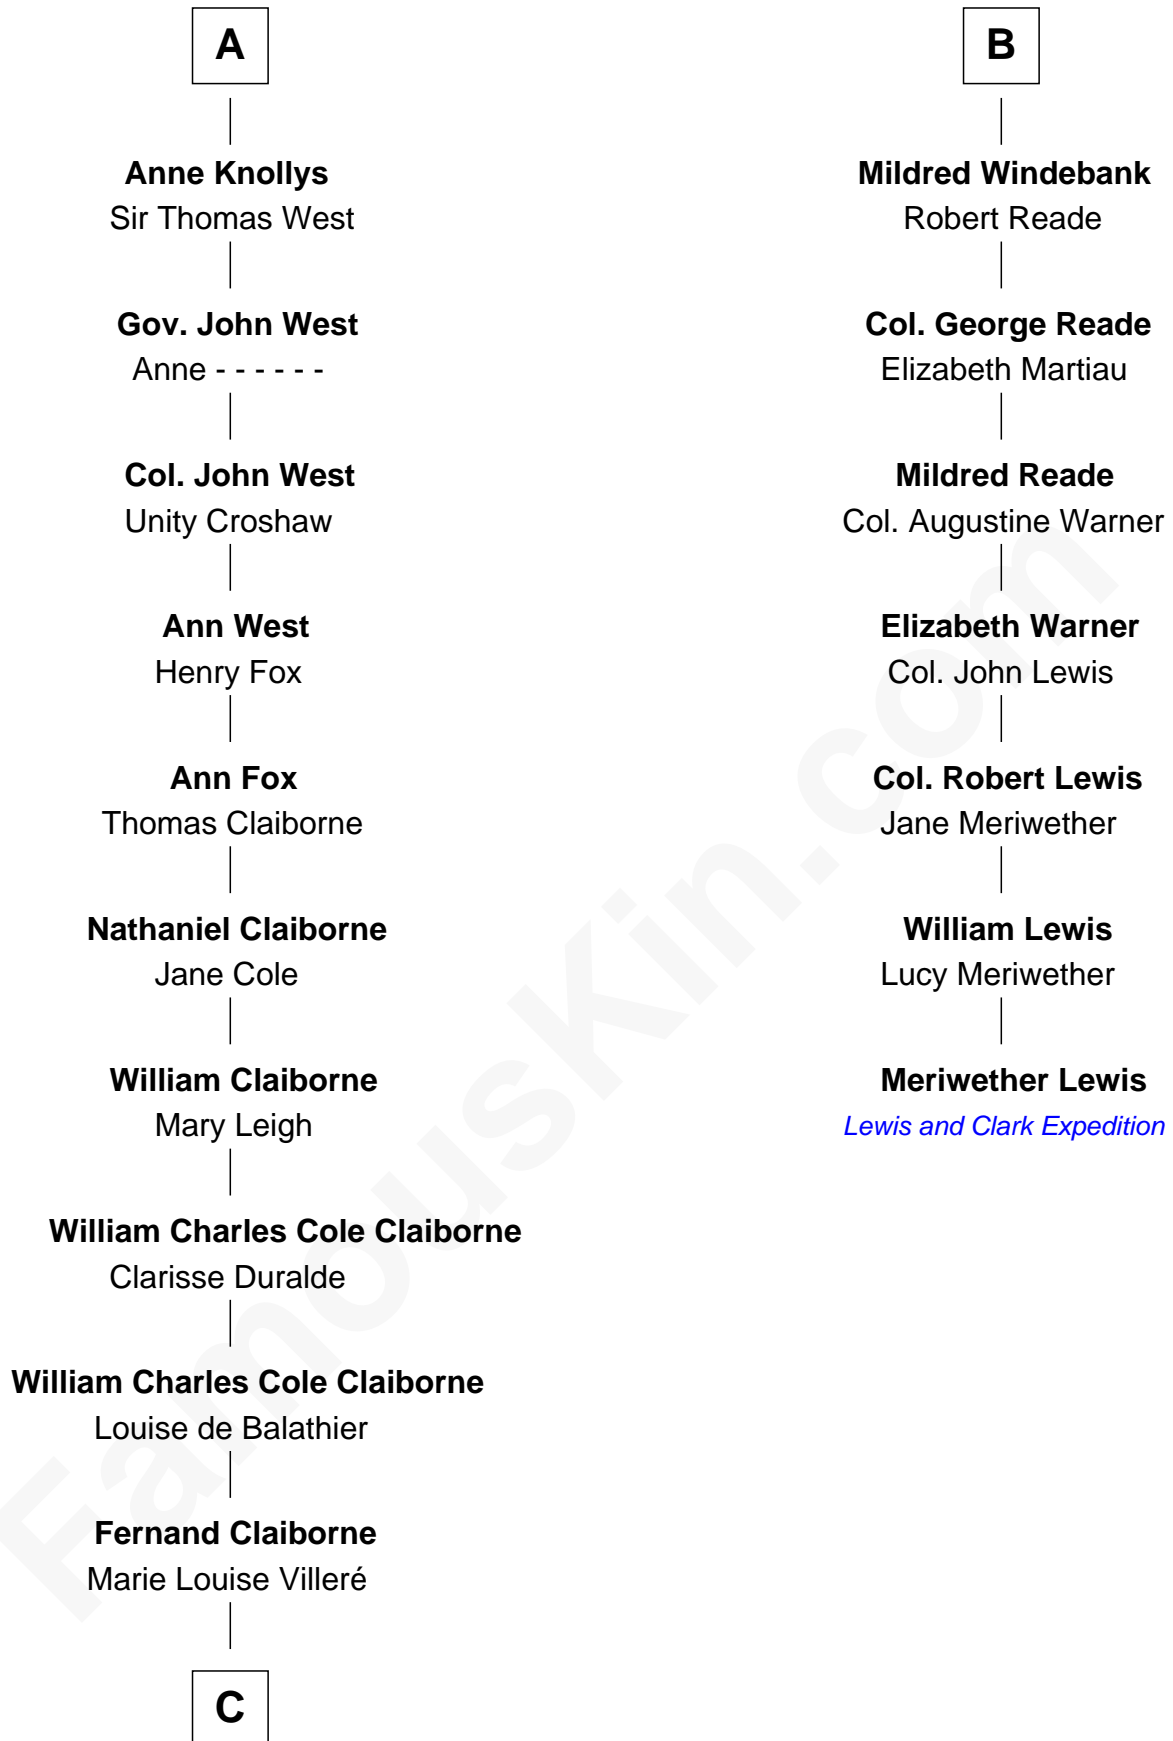 A
Anne Knollys
Sir Thomas West
Gov. John West
Anne - - - - - -
Col. John West
Unity Croshaw
Ann West
Henry Fox
Ann Fox
Thomas Claiborne
Nathaniel Claiborne
Jane Cole
William Claiborne
Mary Leigh
William Charles Cole Claiborne
Clarisse Duralde
William Charles Cole Claiborne
Louise de Balathier
Fernand Claiborne
Marie Louise Villeré
C
B
Mildred Windebank
Robert Reade
Col. George Reade
Elizabeth Martiau
Mildred Reade
Col. Augustine Warner
Elizabeth Warner
Col. John Lewis
Col. Robert Lewis
Jane Meriwether
William Lewis
Lucy Meriwether
Meriwether Lewis
Lewis and Clark Expedition
FamousKin.com